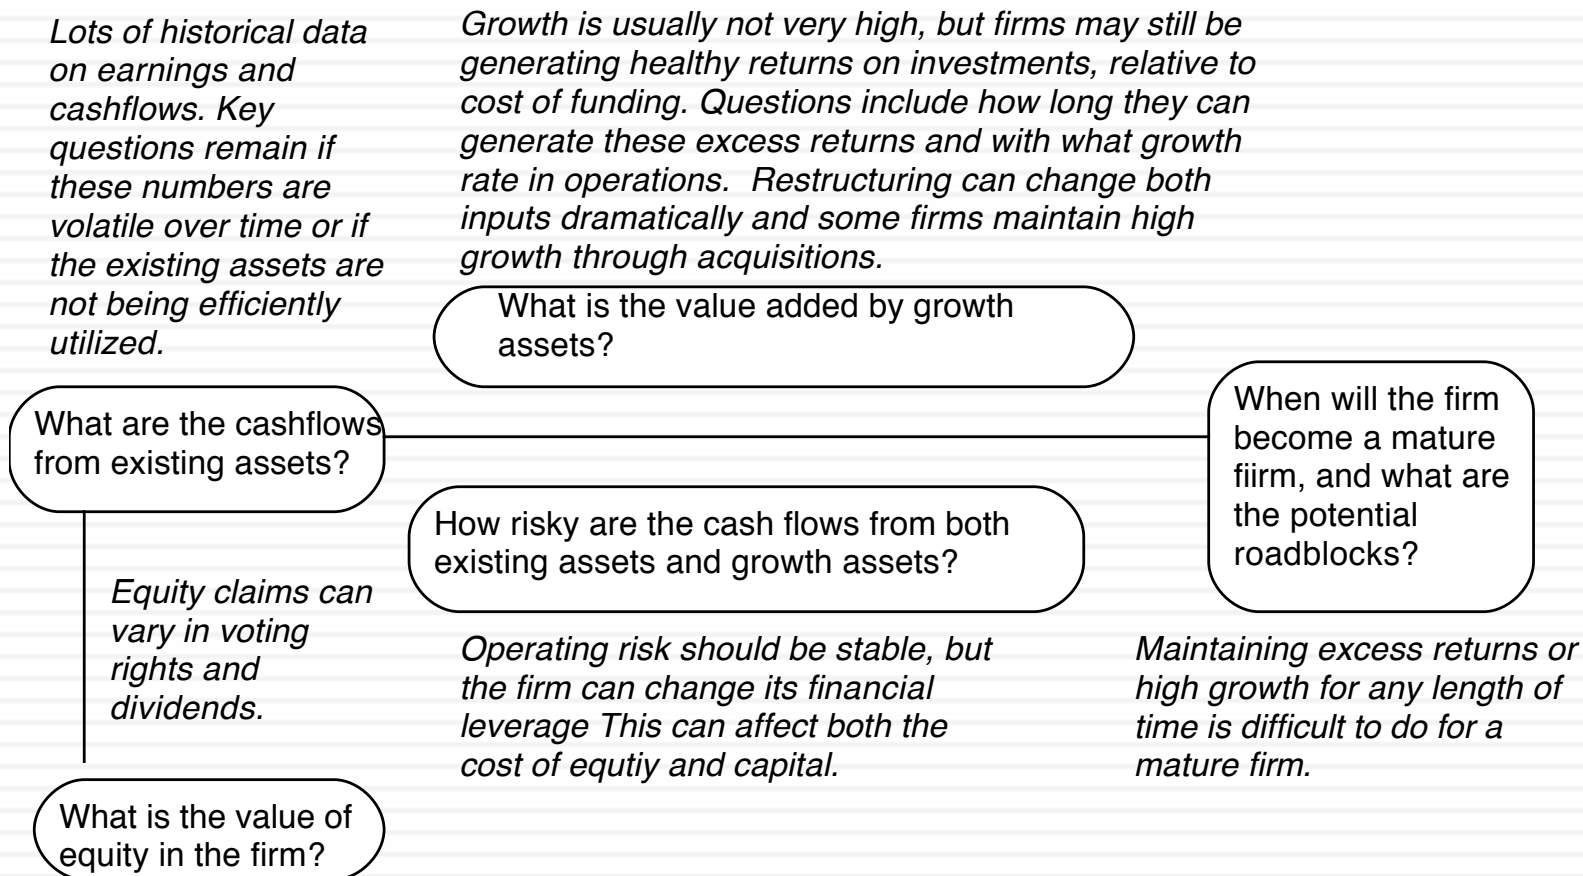 Lots of historical data
on earnings and
cashflows. Key
questions remain if
these numbers are
volatile over time or if
the existing assets are
not being efficiently
utilized.
Growth is usually not very high, but firms may still be
generating healthy returns on investments, relative to
cost of funding. Questions include how long they can
generate these excess returns and with what growth
rate in operations.  Restructuring can change both
inputs dramatically and some firms maintain high
growth through acquisitions.
What is the value added by growth
assets?
What are the cashflows
from existing assets?
When will the firm
become a mature
fiirm, and what are
the potential
roadblocks?
How risky are the cash flows from both
existing assets and growth assets?
Equity claims can
vary in voting
rights and
dividends.
Operating risk should be stable, but
the firm can change its financial
leverage This can affect both the
cost of equtiy and capital.
Maintaining excess returns or
high growth for any length of
time is difficult to do for a
mature firm.
What is the value of
equity in the firm?